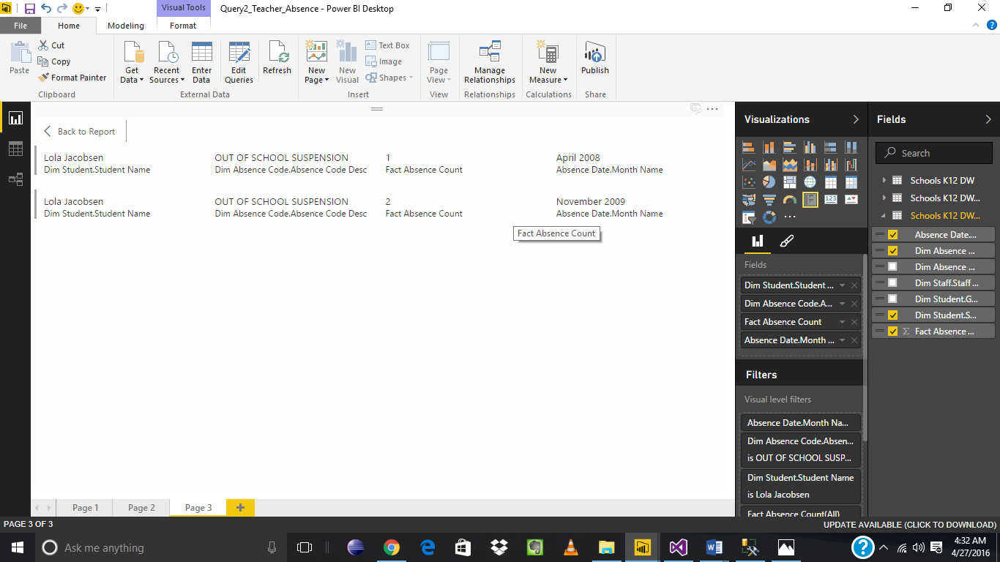 Visual Tools
Query2_Teacher_Absence - Power BI Desktop
File
Home
Modeling
Format
Paste
Cut
Copy
Format Painter
Clipboard
Get Data
Recent Sources
Enter Data
Edit Queries
Refresh
External Data
New Page
New Visual
Text Box
Image
Shapes
Insert
Page View
View
Manage Relationships
Relationships
New Measure
Calculations
Publish
Share
Back to Report
Lola Jacobsen OUT OF SCHOOL SUSPENSION 1 April 2008
Dim Student.Student Name Dim Absence Code.Absence Code Desc Fact Absence Count Absence Date.Month Name
Lola Jacobsen OUT OF SCHOOL SUSPENSION 2 November 2009
Dim Student.Student Name Dim Absence Code.Absence Code Desc Fact Absence Count Absence Date.Month Name
Fact Absence Count
Visualizations
123
Fields
Dim Student.Student ...
Dim Absence Code.A...
Fact Absence Count
Absence Date.Month ...
Filters
Visual level filters
Absence Date.Month Na...
Dim Absence Code.Absen...
is OUT OF SCHOOL SUSP...
Dim Student.Student Name
is Lola Jacobsen
Fact Absence Count(All)
Fields
Search
Schools K12 DW
Schools K12 DW...
Schools K12 DW...
Absence Date....
Dim Absence ...
Dim Absence ...
Dim Staff.Staff ...
Dim Student.G...
Dim Student.S...
Fact Absence ...
Page 1
Page 2
Page 3
PAGE 3 OF 3
UPDATE AVAILABLE (CLICK TO DOWNLOAD)
Ask me anything
4:32 AM
4/27/2016